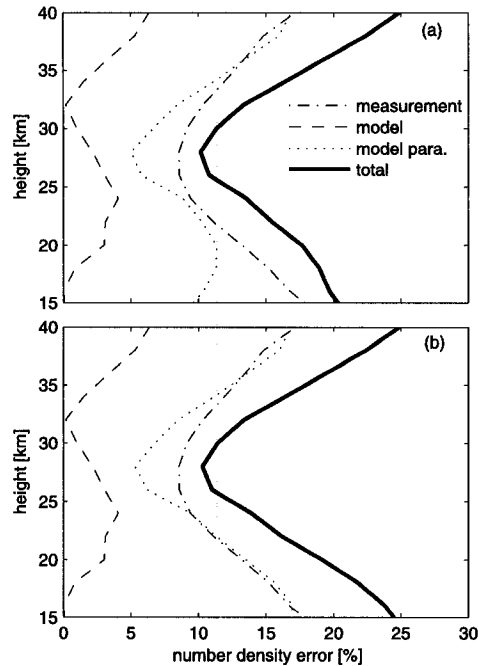 40
35
30
25
20
15
height [km]
(a)
measurement
model
model para.
total
40
35
30
25
20
15
height [km]
(b)
0 5 10 15 20 25 30
number density error [%]